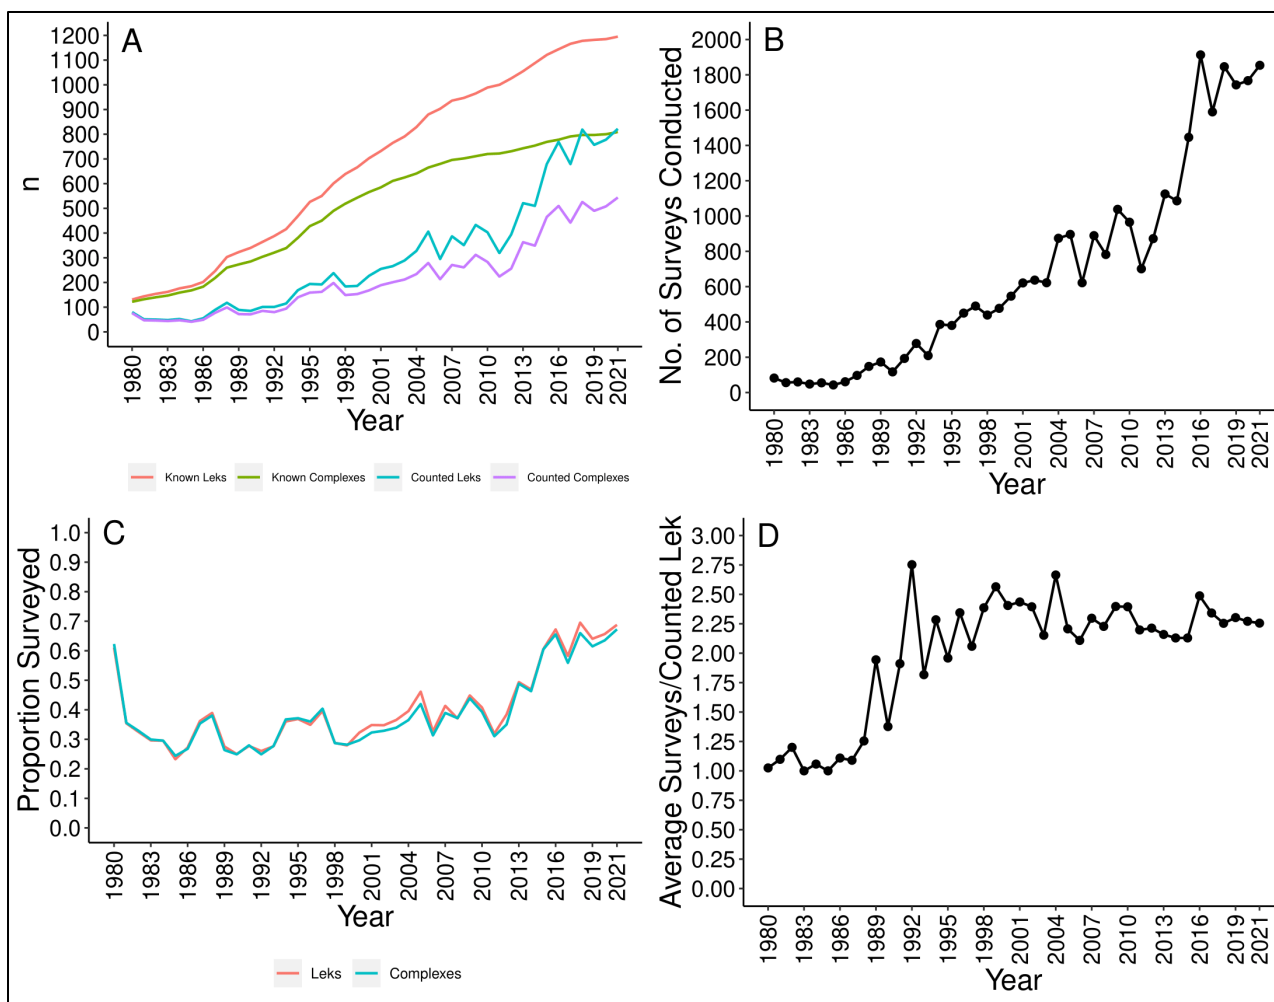 A
n
1200
1100
1000
900
800
700
600
500
400
300
200
100
0
1980 1983 1986 1989 1992 1995 1998 2001 2004 2007 2010 2013 2016 2019 2021
Year
Known Leks Known Complexes Counted Leks Counted Complexes
B
No. of Surveys Conducted
2000
1800
1600
1400
1200
1000
800
600
400
200
0
1980 1983 1986 1989 1992 1995 1998 2001 2004 2007 2010 2013 2016 2019 2021
Year
C
Proportion Surveyed
1.0
0.9
0.8
0.7
0.6
0.5
0.4
0.3
0.2
0.1
0.0
1980 1983 1986 1989 1992 1995 1998 2001 2004 2007 2010 2013 2016 2019 2021
Year
Leks Complexes
D
Average Surveys/Counted Lek
3.00
2.75
2.50
2.25
2.00
1.75
1.50
1.25
1.00
0.75
0.50
0.25
0.00
1980 1983 1986 1989 1992 1995 1998 2001 2004 2007 2010 2013 2016 2019 2021
Year